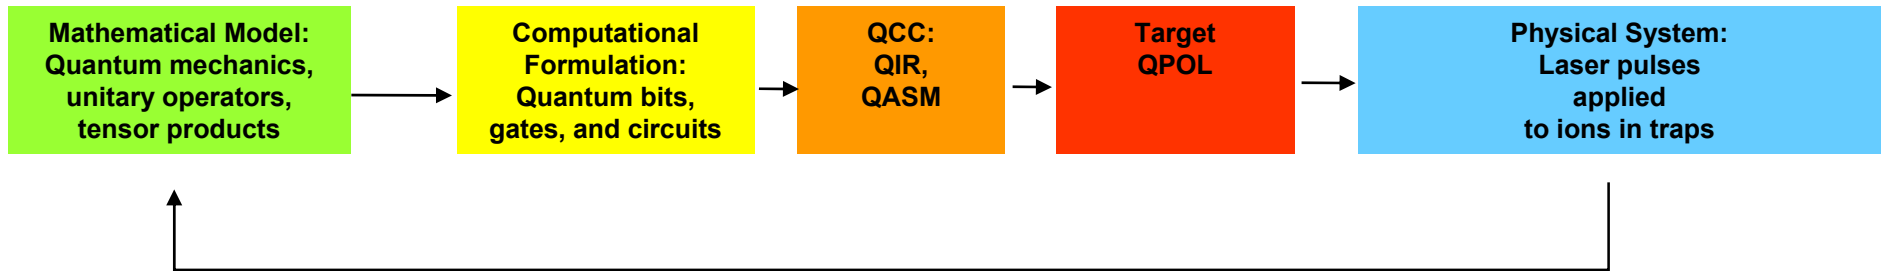 Mathematical Model:
Quantum mechanics,
unitary operators,
tensor products
Computational
Formulation:
Quantum bits,
gates, and circuits
QCC:
QIR,
QASM
Target
QPOL
Physical System:
Laser pulses
applied
to ions in traps